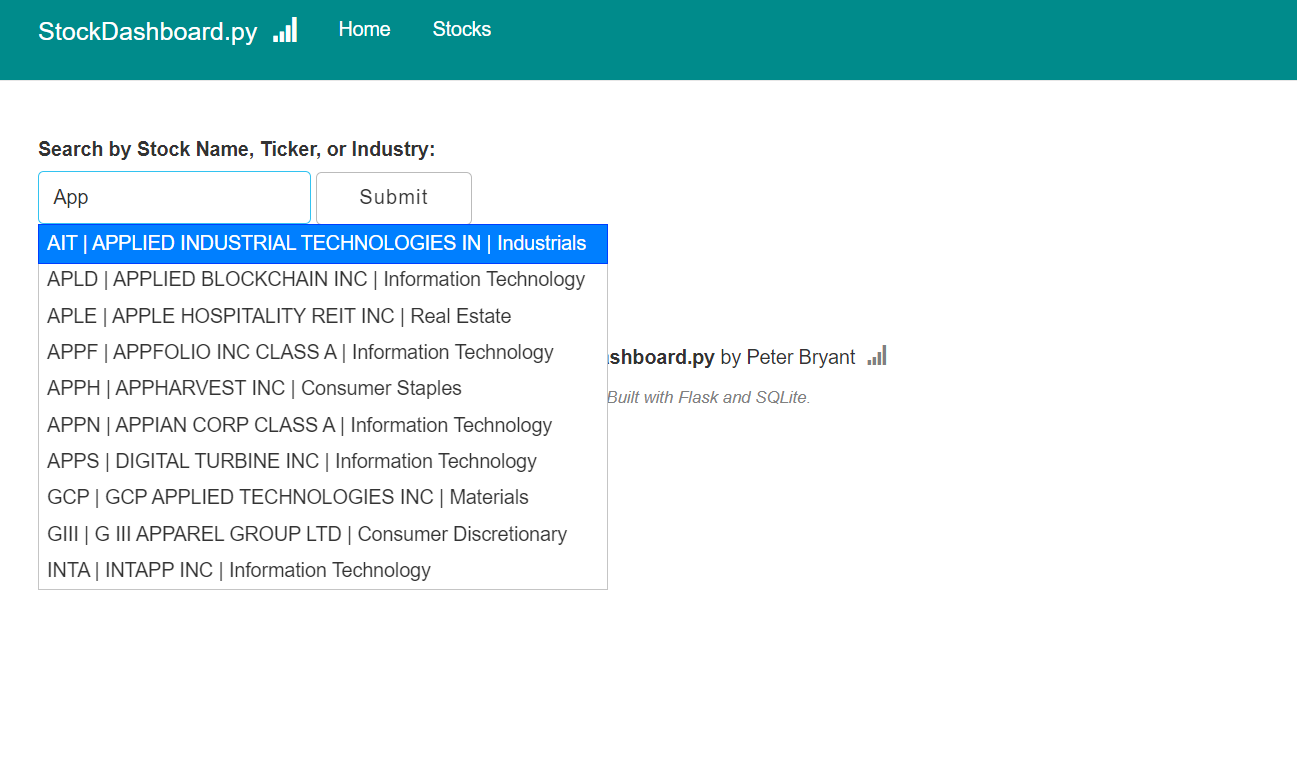 StockDashboard.py Home Stocks
Search by Stock Name, Ticker, or Industry:
App Submit
AIT | APPLIED INDUSTRIAL TECHNOLOGIES IN | Industrials
APLD | APPLIED BLOCKCHAIN INC | Information Technology
APLE | APPLE HOSPITALITY REIT INC | Real Estate
APPF | APPFOLIO INC CLASS A | Information Technology
ashboard.py by Peter Bryant
APPH | APPHARVEST INC | Consumer Staples
Built with Flask and SQLite.
APPN | APPIAN CORP CLASS A | Information Technology
APPS | DIGITAL TURBINE INC | Information Technology
GCP | GCP APPLIED TECHNOLOGIES INC | Materials
GIII | G III APPAREL GROUP LTD | Consumer Discretionary
INTA | INTAPP INC | Information Technology